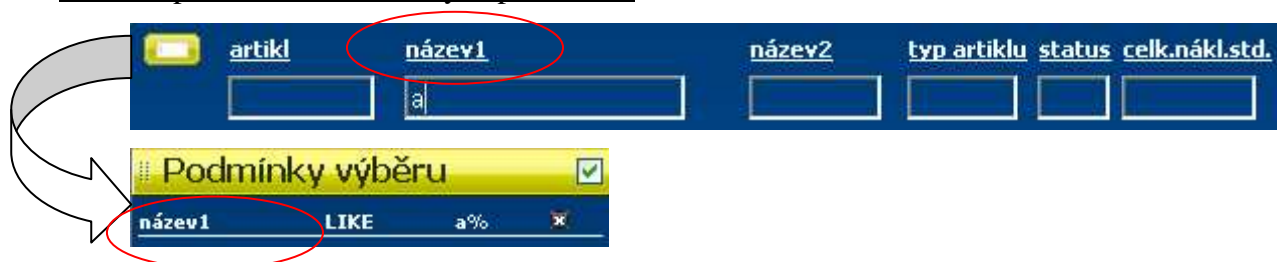 artikl název1 název2 typ artiklu status celk.nákl.std.
a
Podmínky výběru
název1 LIKE a%